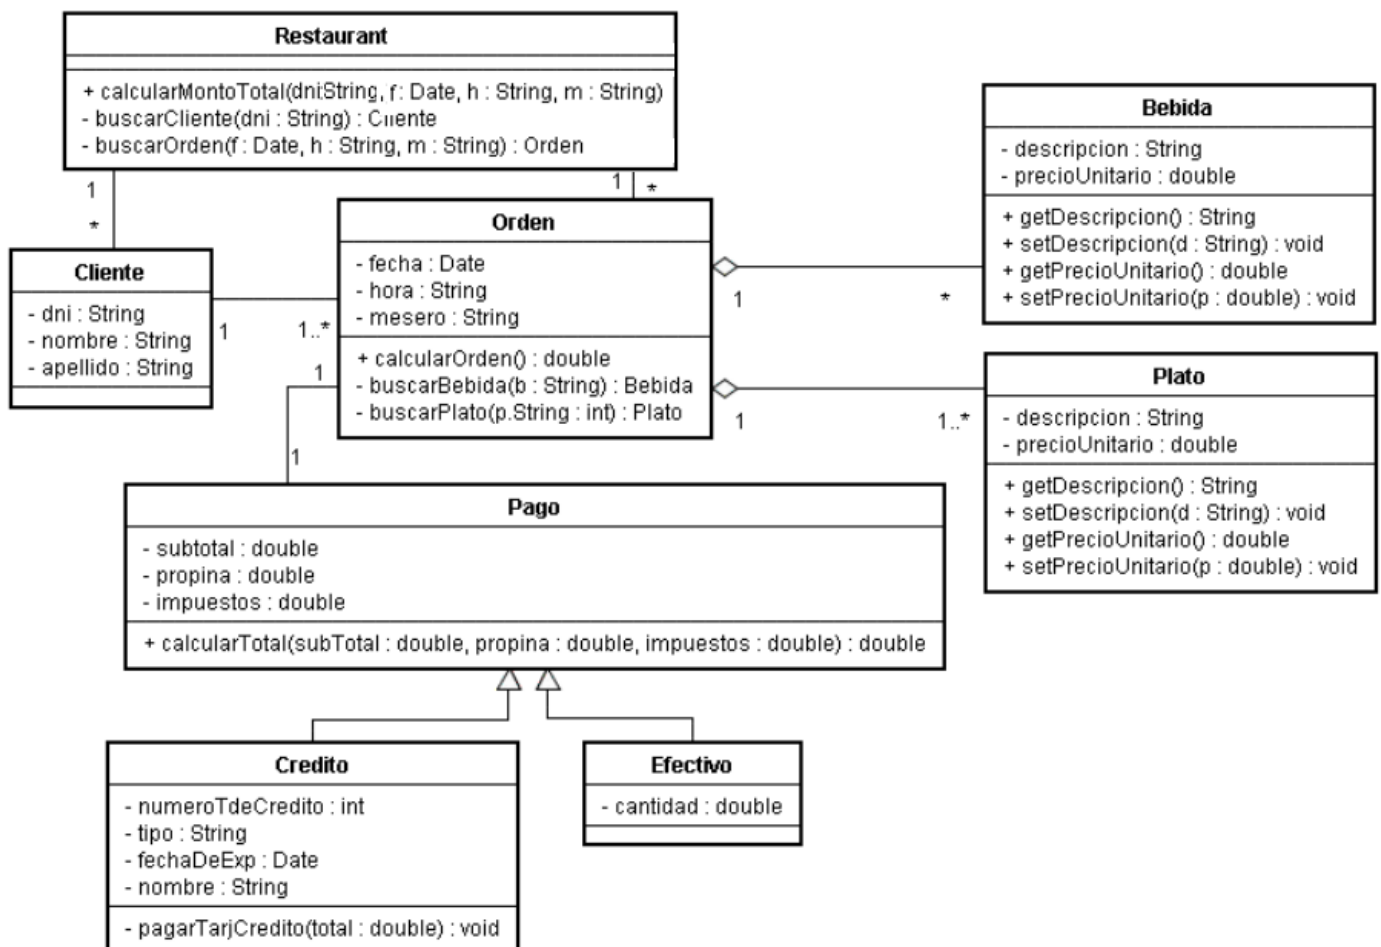 Restaurant
+ calcularMontoTotal(dni:String, f : Date, h : String, m : String)
- buscarCliente(dni : String) : Cliente
- buscarOrden(f : Date, h : String, m : String) : Orden
1
*
1
*
Cliente
- dni : String
- nombre : String
- apellido : String
1
1..*
Orden
- fecha : Date
- hora : String
- mesero : String
+ calcularOrden() : double
- buscarBebida(b : String) : Bebida
- buscarPlato(p.String : int) : Plato
1
*
Bebida
- descripcion : String
- precioUnitario : double
+ getDescripcion() : String
+ setDescripcion(d : String) : void
+ getPrecioUnitario() : double
+ setPrecioUnitario(p : double) : void
1
1..*
Plato
- descripcion : String
- precioUnitario : double
+ getDescripcion() : String
+ setDescripcion(d : String) : void
+ getPrecioUnitario() : double
+ setPrecioUnitario(p : double) : void
1
1
Pago
- subtotal : double
- propina : double
- impuestos : double
+ calcularTotal(subTotal : double, propina : double, impuestos : double) : double
Credito
- numeroTdeCredito : int
- tipo : String
- fechaDeExp : Date
- nombre : String
- pagarTarjCredito(total : double) : void
Efectivo
- cantidad : double